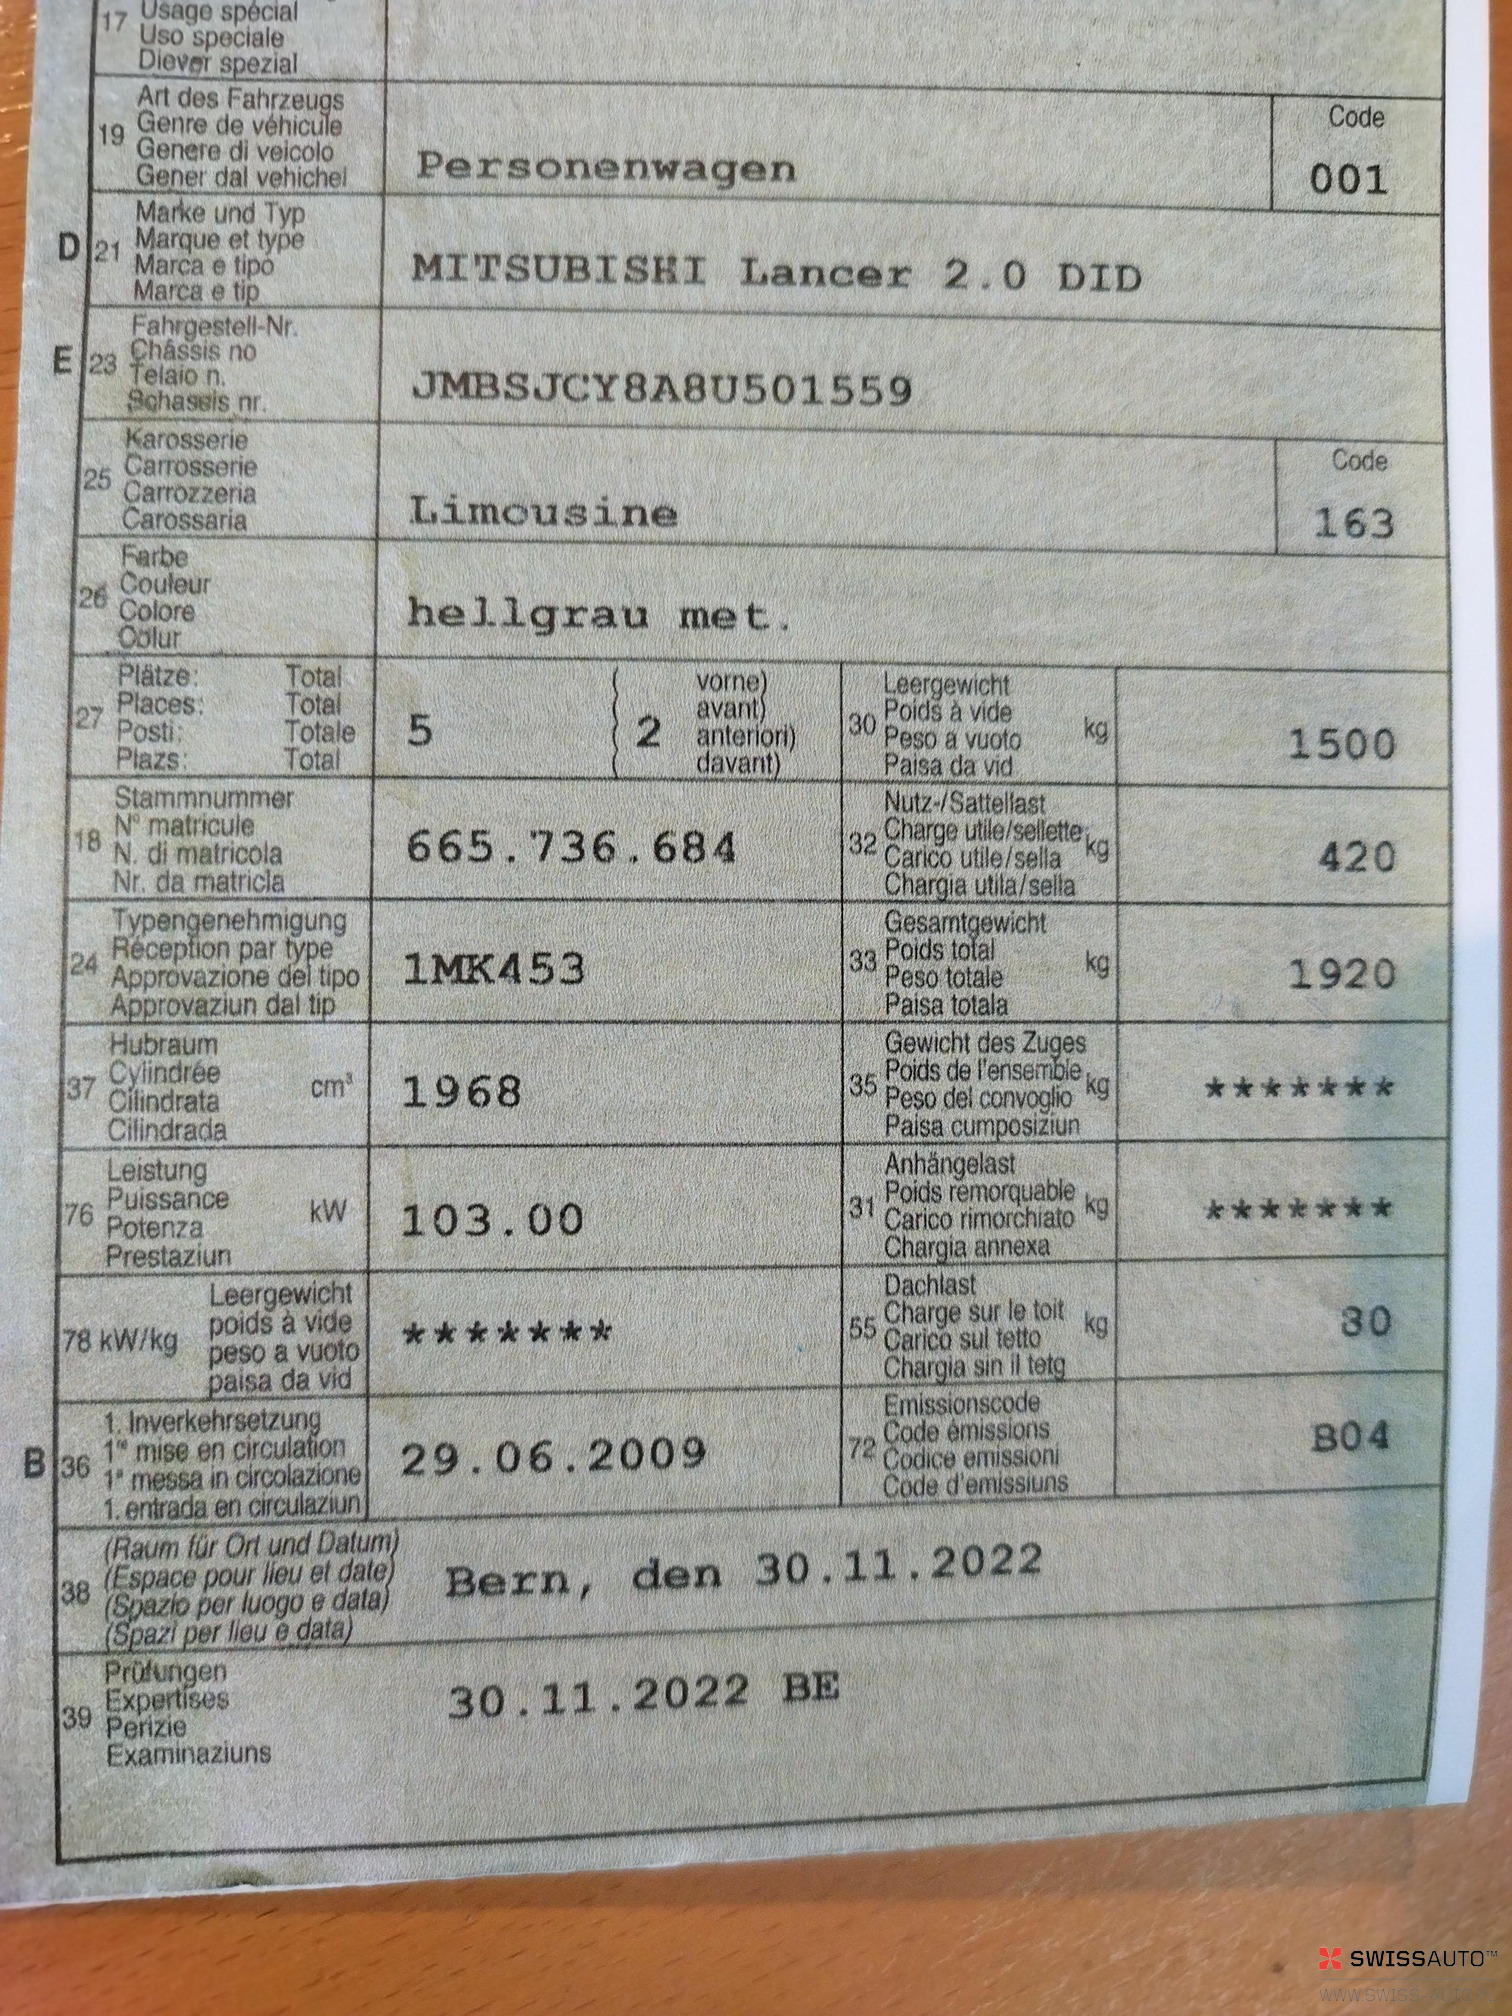 17 Usage spécial
Uso speciale
Diever spezial
Art des Fahrzeugs
19 Genre de véhicule
Genere di veicolo
Gener dal vehichel
Personenwagen
Code
001
Marke und Typ
D 21 Marque et type
Marca e tipo
Marca e tip
MITSUBISHI Lancer 2.0 DID
Fahrgestell-Nr.
E 23 Châssis no
Telaio n.
Schassis nr.
JMBSJCY8A8U501559
Karosserie
25 Carrosserie
Carrozzeria
Carossaria
Limousine
Code
163
Farbe
26 Couleur
Colore
Colur
hellgrau met.
Plätze: Total
27 Places: Total
Posti: Totale
Plazs: Total
5 ( 2 vorne)
avant)
anteriori)
davant)
Leergewicht
30 Poids à vide kg
Peso a vuoto
Paisa da vid
1500
Stammnummer
18 N° matricule
N. di matricola
Nr. da matricla
665.736.684
Nutz-/Sattellast
32 Charge utile/sellette kg
Carico utile/sella
Chargia utila/sella
420
Typengenehmigung
24 Réception par type
Approvazione del tipo
Approvaziun dal tip
1MK453
Gesamtgewicht
33 Poids total kg
Peso totale
Paisa totala
1920
Hubraum
37 Cylindrée cm³
Cilindrata
Cilindrada
1968
Gewicht des Zuges
35 Poids de l'ensemble kg
Peso del convoglio
Paisa cumposiziun
*******
Leistung
76 Puissance kW
Potenza
Prestaziun
103.00
Anhängelast
31 Poids remorquable kg
Carico rimorchiato
Chargia annexa
*******
Leergewicht
78 kW/kg poids à vide
peso a vuoto
paisa da vid
*******
Dachlast
55 Charge sur le toit kg
Carico sul tetto
Chargia sin il tetg
80
1. Inverkehrsetzung
B 36 1re mise en circulation
1a messa in circolazione
1. entrada en circulaziun
29.06.2009
Emissionscode
72 Code émissions
Codice emissioni
Code d'emissiuns
B04
(Raum für Ort und Datum)
38 (Espace pour lieu et date)
(Spazio per luogo e data)
(Spazi per lieu e data)
Bern, den 30.11.2022
Prüfungen
39 Expertises
Perizie
Examinaziuns
30.11.2022 BE
SWISSAUTO™